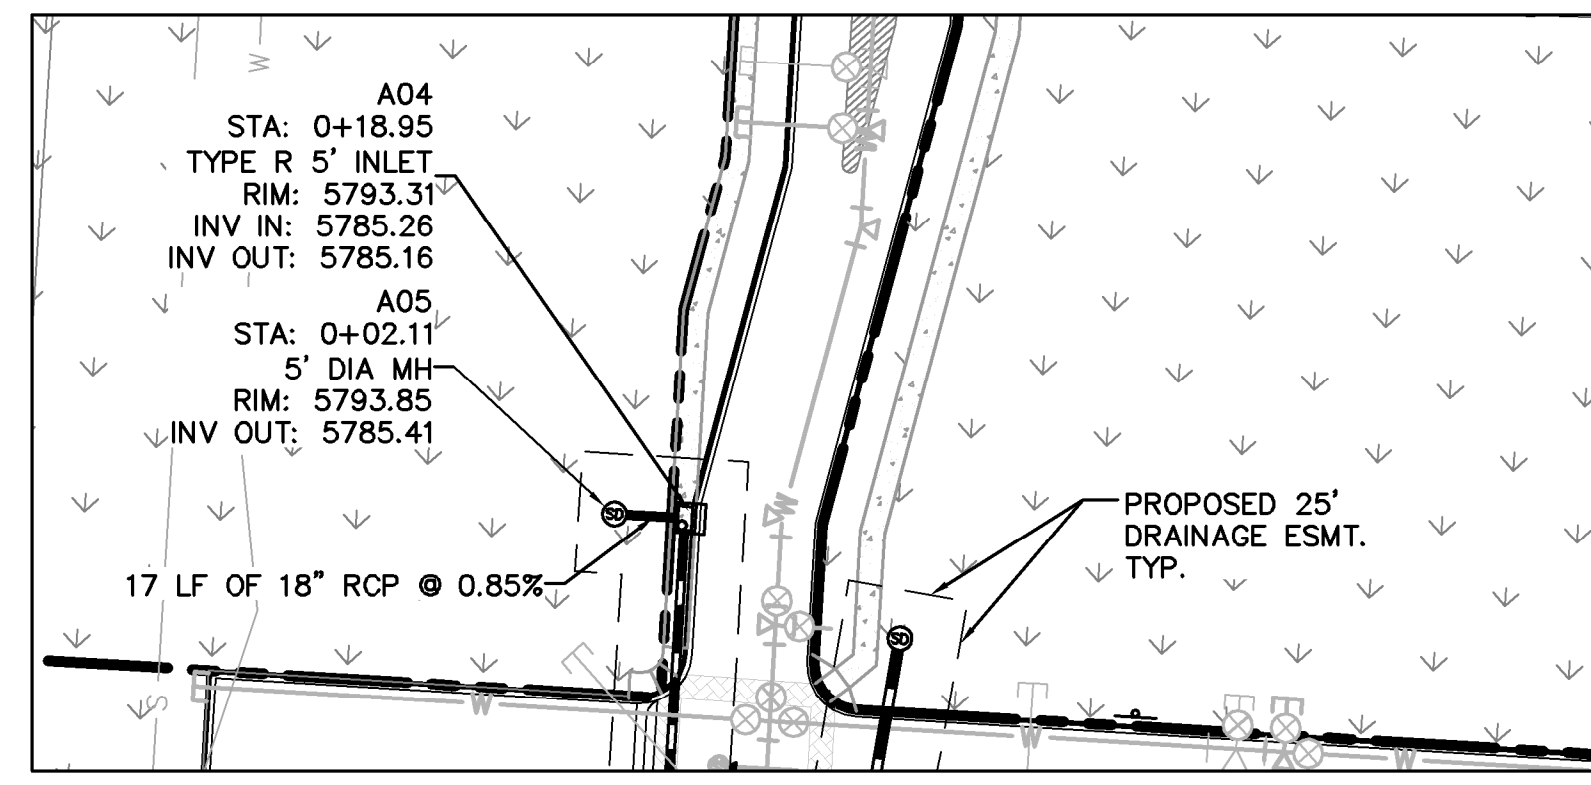 A04
STA: 0+18.95
TYPE R 5' INLET
RIM: 5793.31
INV IN: 5785.26
INV OUT: 5785.16
A05
STA: 0+02.11
5' DIA MH
RIM: 5793.85
INV OUT: 5785.41
17 LF OF 18" RCP @ 0.85%
PROPOSED 25'
DRAINAGE ESMT.
TYP.
SD
SD
W
W
W
W
W
W
S